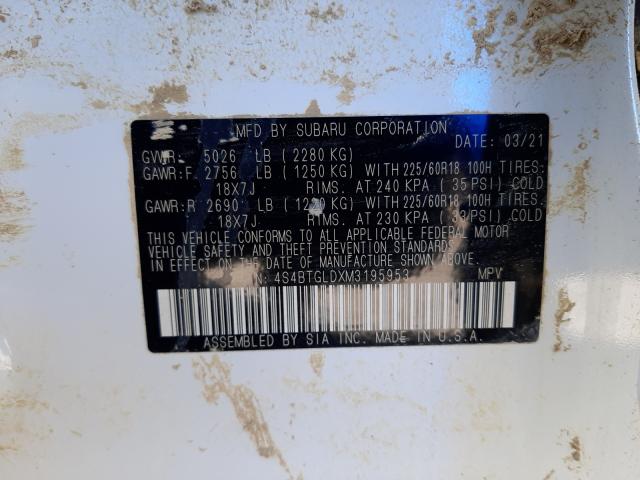 MFD BY SUBARU CORPORATION DATE: 03/21
GVWR: 5026 LB (2280 KG)
GAWR:F 2756 LB (1250 KG) WITH 225/60R18 100H TIRES.
18X7J RIMS. AT 240 KPA (35 PSI) COLD
GAWR:R 2690 LB (1220 KG) WITH 225/60R18 100H TIRES.
18X7J RIMS. AT 230 KPA (33 PSI) COLD
THIS VEHICLE CONFORMS TO ALL APPLICABLE FEDERAL MOTOR
VEHICLE SAFETY AND THEFT PREVENTION STANDARDS
IN EFFECT ON THE DATE OF MANUFACTURE SHOWN ABOVE.
VIN: 4S4BTGLDXM3195953 MPV
ASSEMBLED BY SIA INC. MADE IN U.S.A.